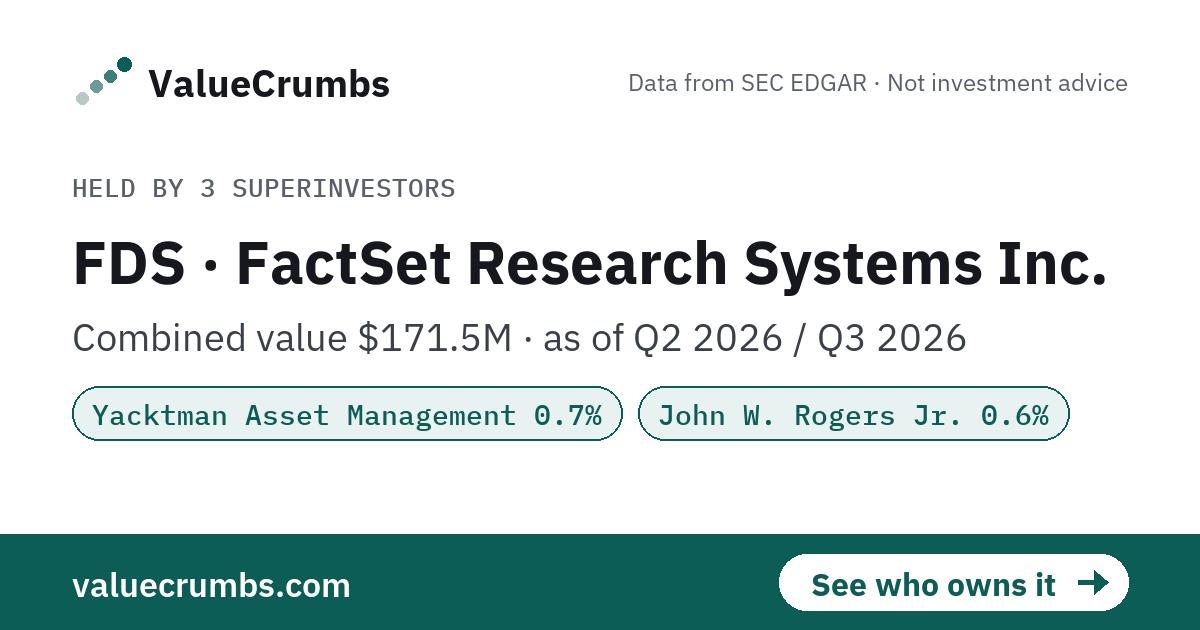 ValueCrumbs
Data from SEC EDGAR · Not investment advice
HELD BY 3 SUPERINVESTORS
FDS · FactSet Research Systems Inc.
Combined value $171.5M · as of Q2 2026 / Q3 2026
Yacktman Asset Management 0.7%
John W. Rogers Jr. 0.6%
valuecrumbs.com
See who owns it →